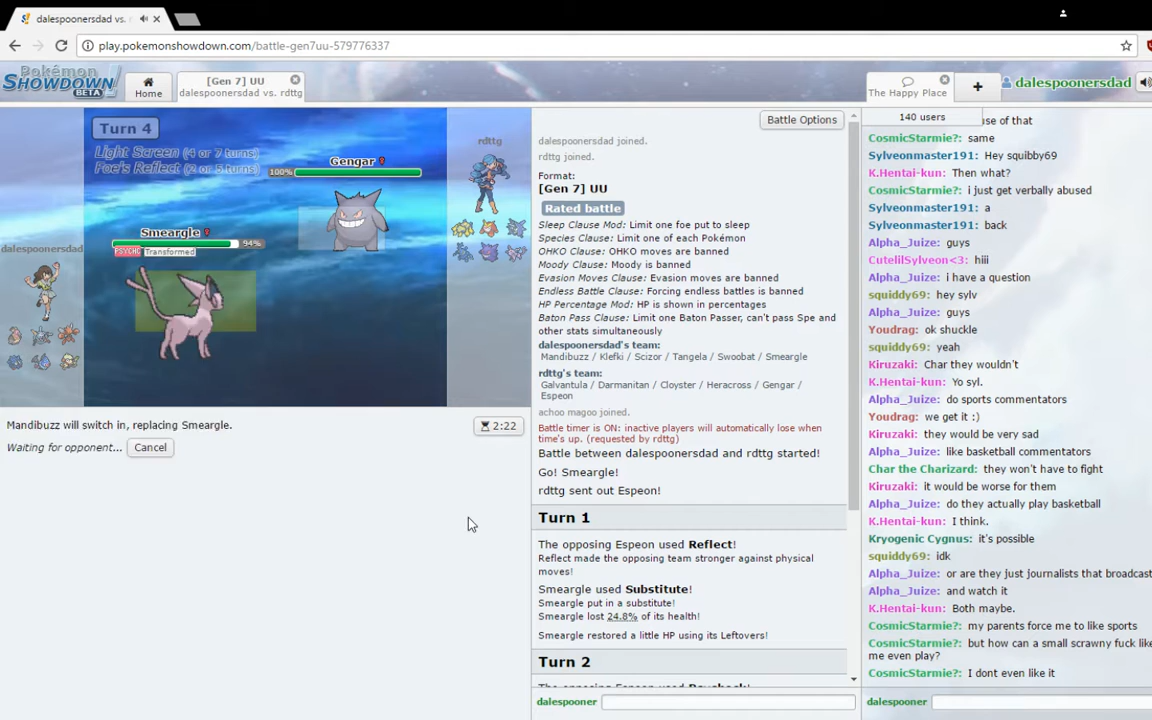 dalespoonersdad vs. r
play.pokemonshowdown.com/battle-gen7uu-579776337
Pokémon
SHOWDOWN
BETA
Home
[Gen 7] UU
dalespoonersdad vs. rdttg
The Happy Place
dalespoonersdad
Turn 4
Light Screen (4 or 7 turns)
Foe's Reflect (2 or 5 turns)
Gengar
100%
Smeargle
94%
PSYCHC Transformed
dalespoonersdad
rdttg
Mandibuzz will switch in, replacing Smeargle.
2:22
Waiting for opponent...
Cancel
Battle Options
dalespoonersdad joined.
rdttg joined.
Format:
[Gen 7] UU
Rated battle
Sleep Clause Mod: Limit one foe put to sleep
Species Clause: Limit one of each Pokémon
OHKO Clause: OHKO moves are banned
Moody Clause: Moody is banned
Evasion Moves Clause: Evasion moves are banned
Endless Battle Clause: Forcing endless battles is banned
HP Percentage Mod: HP is shown in percentages
Baton Pass Clause: Limit one Baton Passer, can't pass Spe and
other stats simultaneously
dalespoonersdad's team:
Mandibuzz / Klefki / Scizor / Tangela / Swoobat / Smeargle
rdttg's team:
Galvantula / Darmanitan / Cloyster / Heracross / Gengar /
Espeon
achoo magoo joined.
Battle timer is ON: inactive players will automatically lose when
time's up. (requested by rdttg)
Battle between dalespoonersdad and rdttg started!
Go! Smeargle!
rdttg sent out Espeon!
Turn 1
The opposing Espeon used Reflect!
Reflect made the opposing team stronger against physical
moves!
Smeargle used Substitute!
Smeargle put in a substitute!
Smeargle lost 24.8% of its health!
Smeargle restored a little HP using its Leftovers!
Turn 2
dalespoonersdad:
140 users
use of that
CosmicStarmie?: same
Sylveonmaster191: Hey squibby69
K.Hentai-kun: Then what?
CosmicStarmie?: i just get verbally abused
Sylveonmaster191: a
Sylveonmaster191: back
Alpha_Juize: guys
CutelilSylveon<3: hiii
Alpha_Juize: i have a question
squiddy69: hey sylv
Alpha_Juize: guys
Youdrag: ok shuckle
squiddy69: yeah
Kiruzaki: Char they wouldn't
K.Hentai-kun: Yo syl.
Alpha_Juize: do sports commentators
Youdrag: we get it :)
Kiruzaki: they would be very sad
Alpha_Juize: like basketball commentators
Char the Charizard: they won't have to fight
Kiruzaki: it would be worse for them
Alpha_Juize: do they actually play basketball
K.Hentai-kun: I think.
Kryogenic Cygnus: it's possible
squiddy69: idk
Alpha_Juize: or are they just journalists that broadcast
Alpha_Juize: and watch it
K.Hentai-kun: Both maybe.
CosmicStarmie?: my parents force me to like sports
CosmicStarmie?: but how can a small scrawny fuck like
me even play?
CosmicStarmie?: I dont even like it
dalespooner